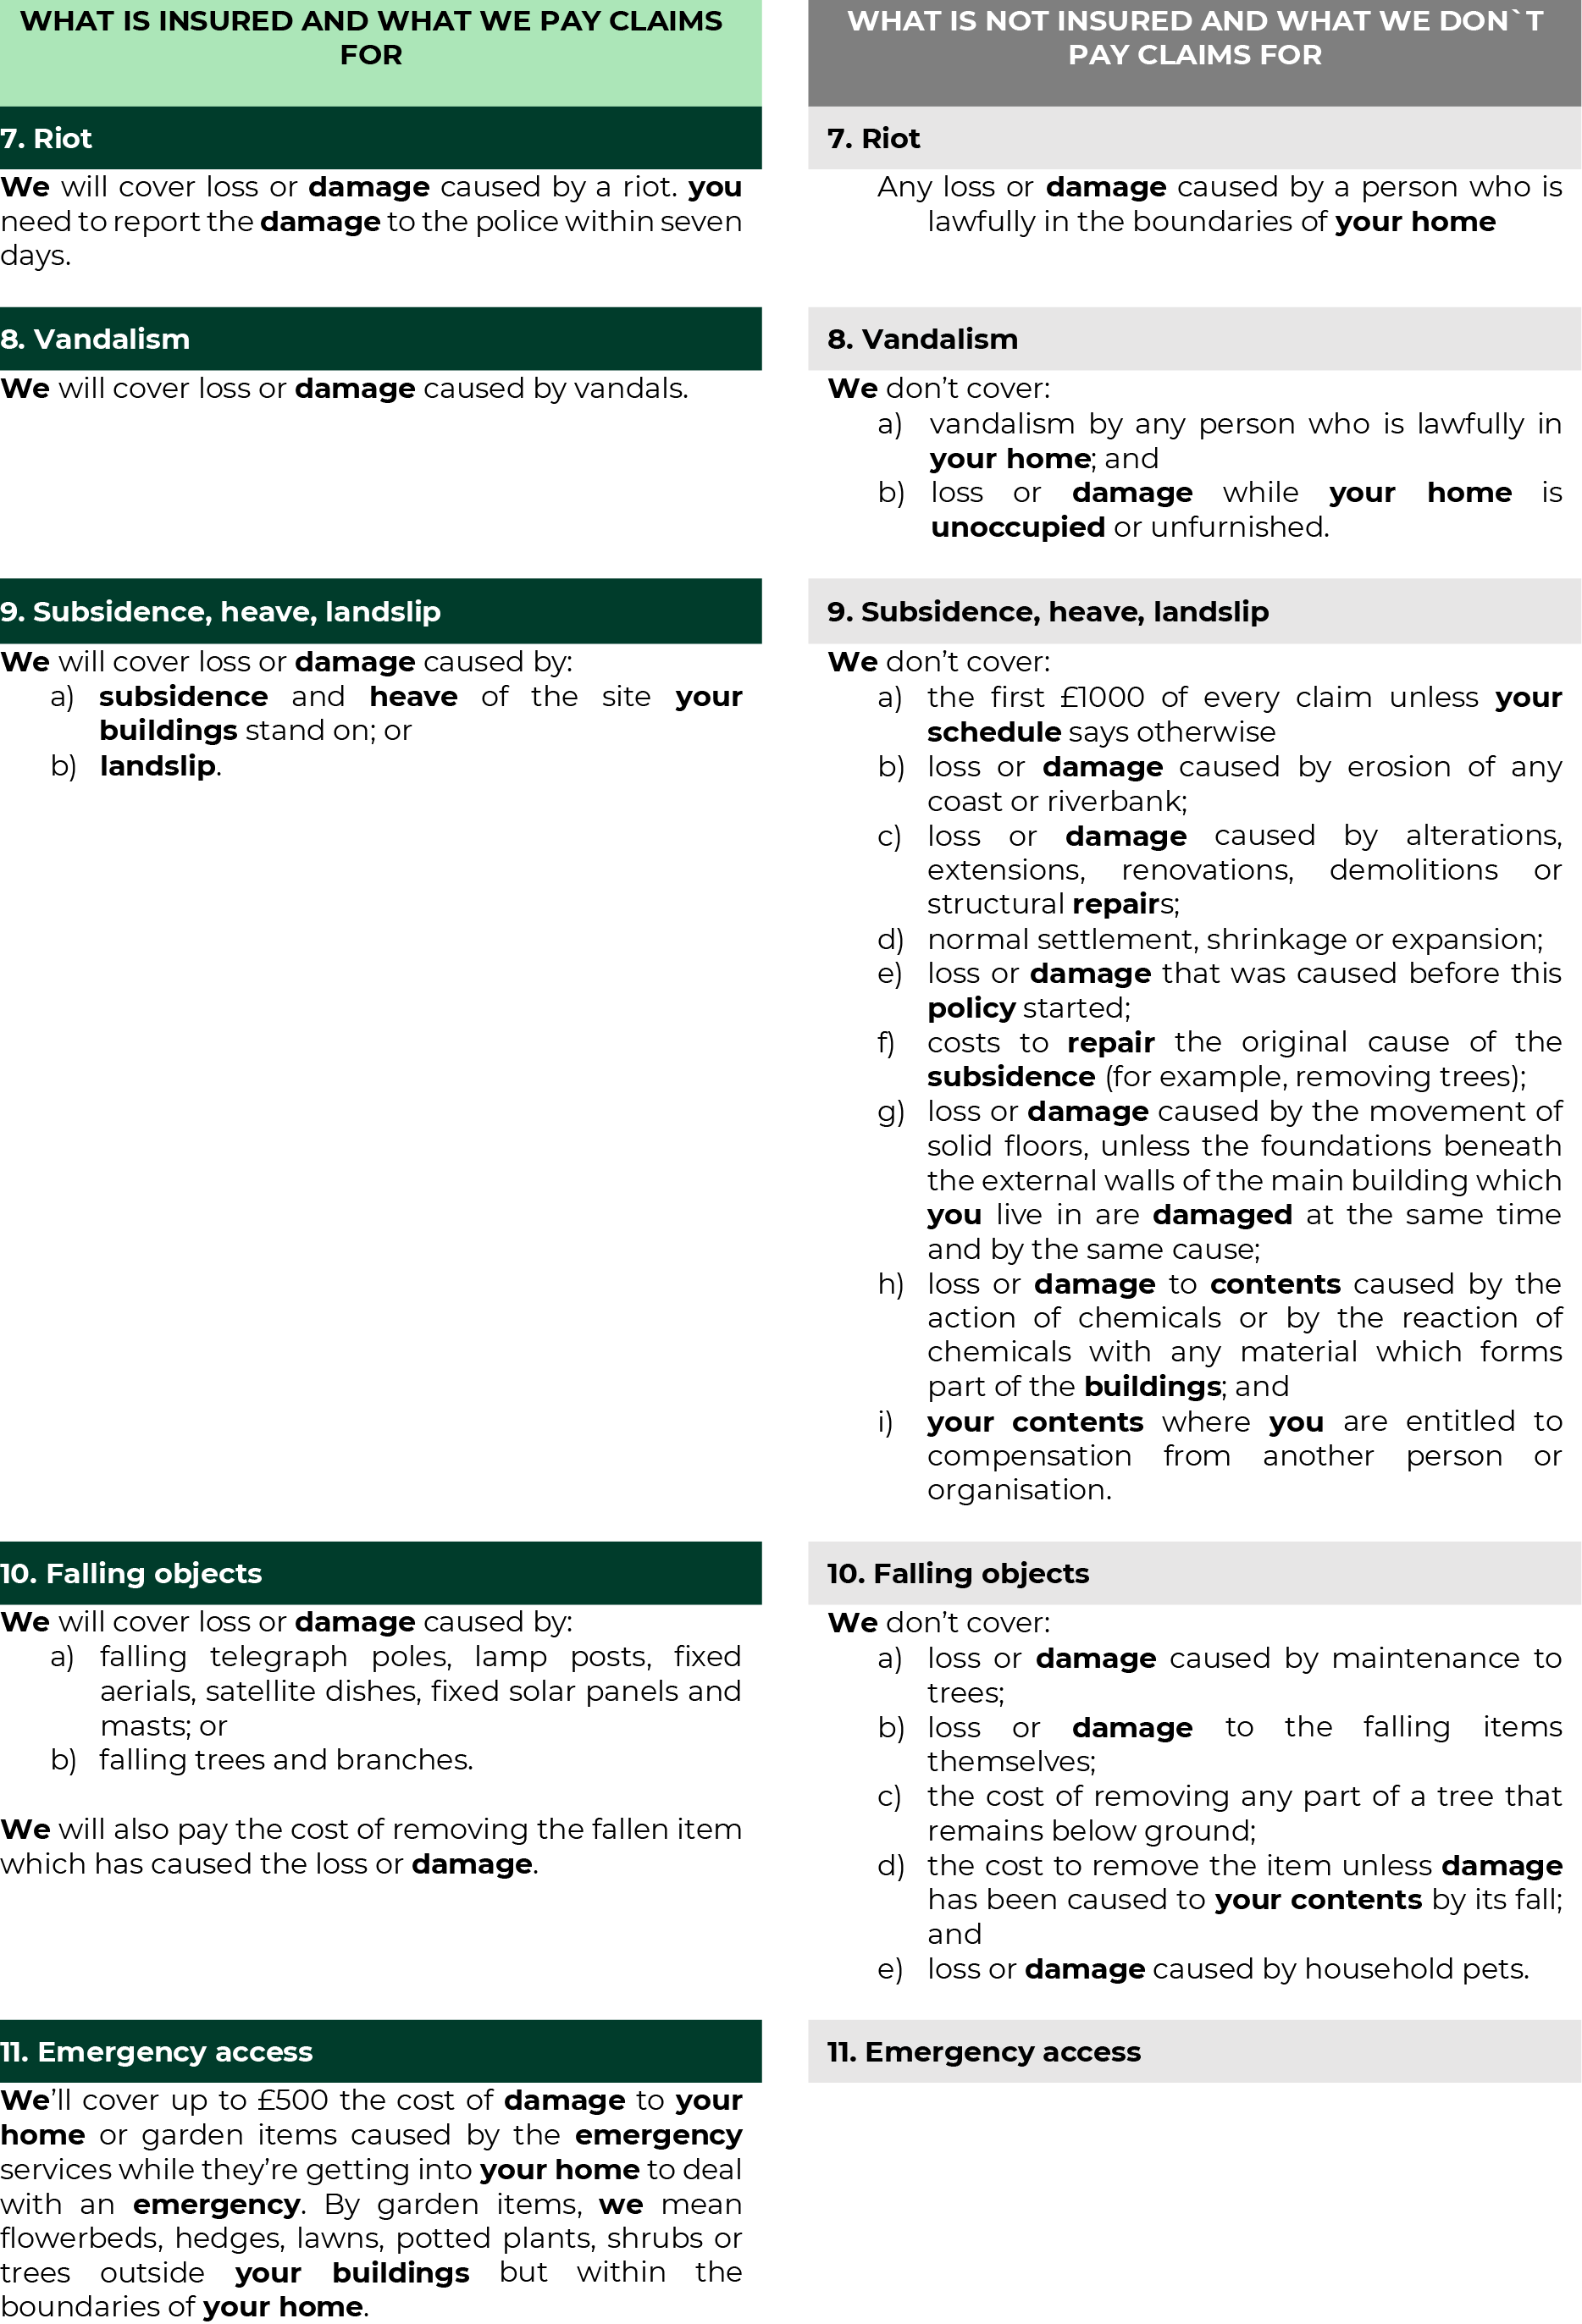 WHAT IS INSURED AND WHAT WE PAY CLAIMS
FOR
WHAT IS NOT INSURED AND WHAT WE DON`T
PAY CLAIMS FOR
7. Riot
We will cover loss or damage caused by a riot. you
need to report the damage to the police within seven
days.
7. Riot
Any loss or damage caused by a person who is
lawfully in the boundaries of your home
8. Vandalism
We will cover loss or damage caused by vandals.
8. Vandalism
We don’t cover:
a) vandalism by any person who is lawfully in
your home; and
b) loss or damage while your home is
unoccupied or unfurnished.
9. Subsidence, heave, landslip
We will cover loss or damage caused by:
a) subsidence and heave of the site your
buildings stand on; or
b) landslip.
9. Subsidence, heave, landslip
We don’t cover:
a) the first £1000 of every claim unless your
schedule says otherwise
b) loss or damage caused by erosion of any
coast or riverbank;
c) loss or damage caused by alterations,
extensions, renovations, demolitions or
structural repairs;
d) normal settlement, shrinkage or expansion;
e) loss or damage that was caused before this
policy started;
f) costs to repair the original cause of the
subsidence (for example, removing trees);
g) loss or damage caused by the movement of
solid floors, unless the foundations beneath
the external walls of the main building which
you live in are damaged at the same time
and by the same cause;
h) loss or damage to contents caused by the
action of chemicals or by the reaction of
chemicals with any material which forms
part of the buildings; and
i) your contents where you are entitled to
compensation from another person or
organisation.
10. Falling objects
We will cover loss or damage caused by:
a) falling telegraph poles, lamp posts, fixed
aerials, satellite dishes, fixed solar panels and
masts; or
b) falling trees and branches.
We will also pay the cost of removing the fallen item
which has caused the loss or damage.
10. Falling objects
We don’t cover:
a) loss or damage caused by maintenance to
trees;
b) loss or damage to the falling items
themselves;
c) the cost of removing any part of a tree that
remains below ground;
d) the cost to remove the item unless damage
has been caused to your contents by its fall;
and
e) loss or damage caused by household pets.
11. Emergency access
We’ll cover up to £500 the cost of damage to your
home or garden items caused by the emergency
services while they’re getting into your home to deal
with an emergency. By garden items, we mean
flowerbeds, hedges, lawns, potted plants, shrubs or
trees outside your buildings but within the
boundaries of your home.
11. Emergency access